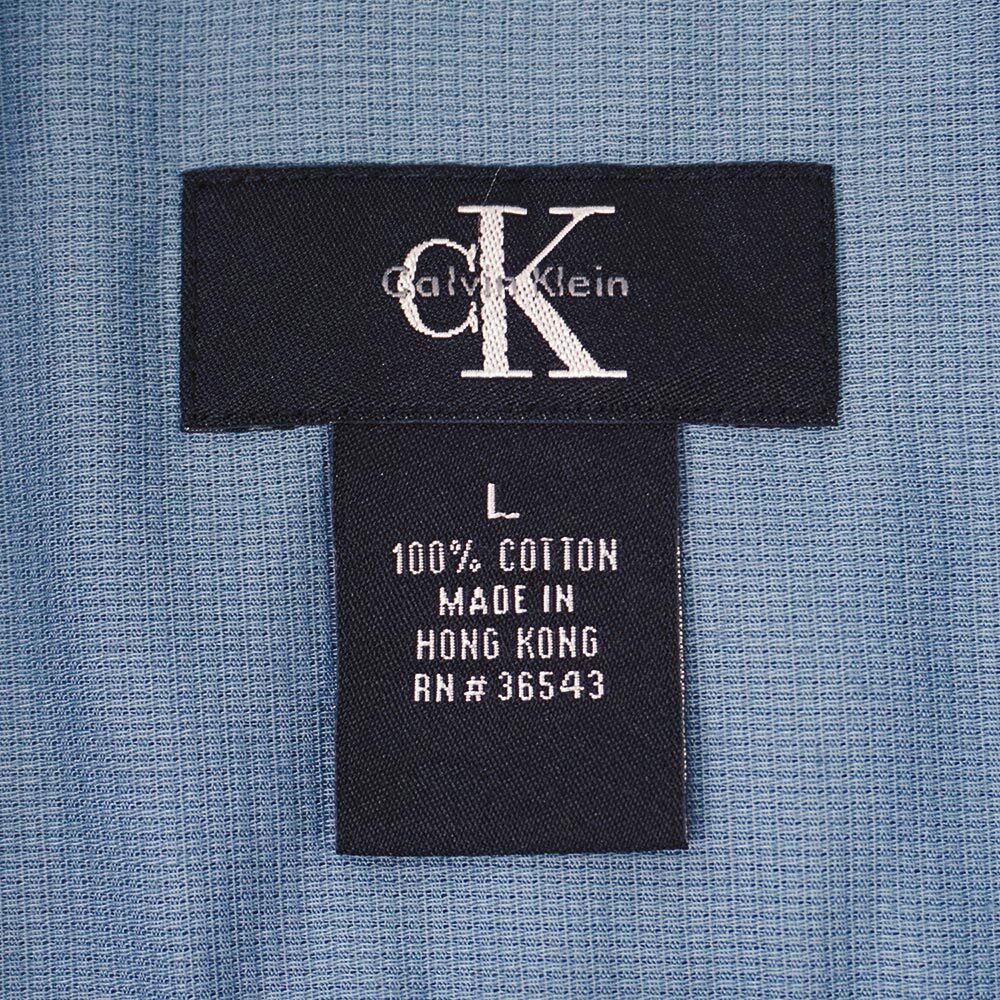 CK
Calvin Klein
L
100% COTTON
MADE IN
HONG KONG
RN # 36543